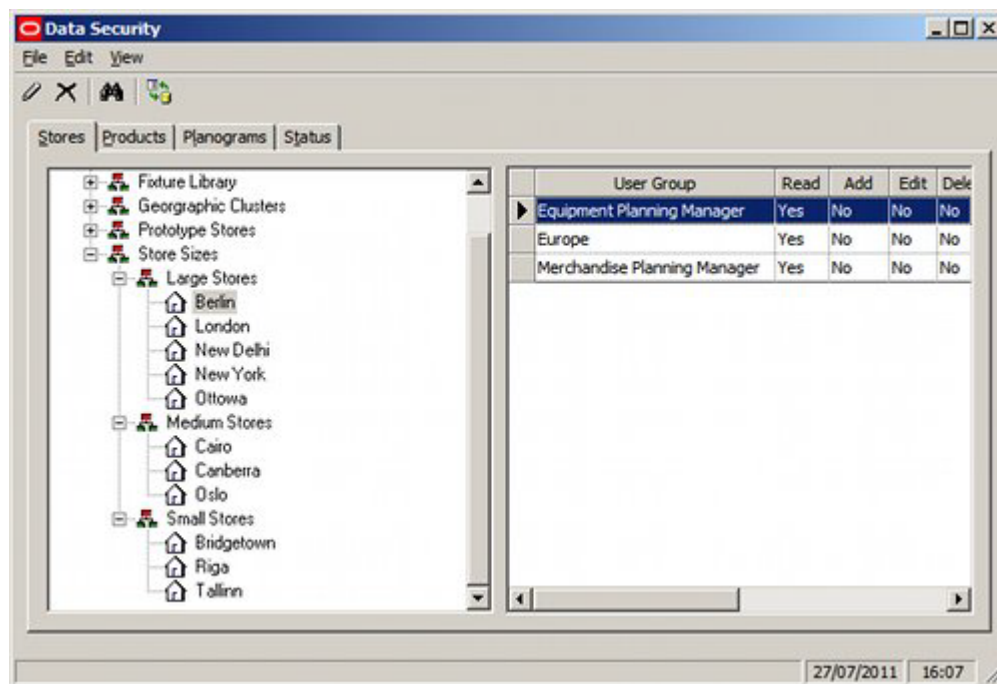 Data Security
File Edit View
Stores Products Planograms Status
Fixture Library
Georgraphic Clusters
Prototype Stores
Store Sizes
Large Stores
Berlin
London
New Delhi
New York
Ottowa
Medium Stores
Cairo
Canberra
Oslo
Small Stores
Bridgetown
Riga
Tallinn
User Group Read Add Edit Dele
Equipment Planning Manager Yes No No No
Europe Yes No No No
Merchandise Planning Manager Yes No No No
27/07/2011 16:07